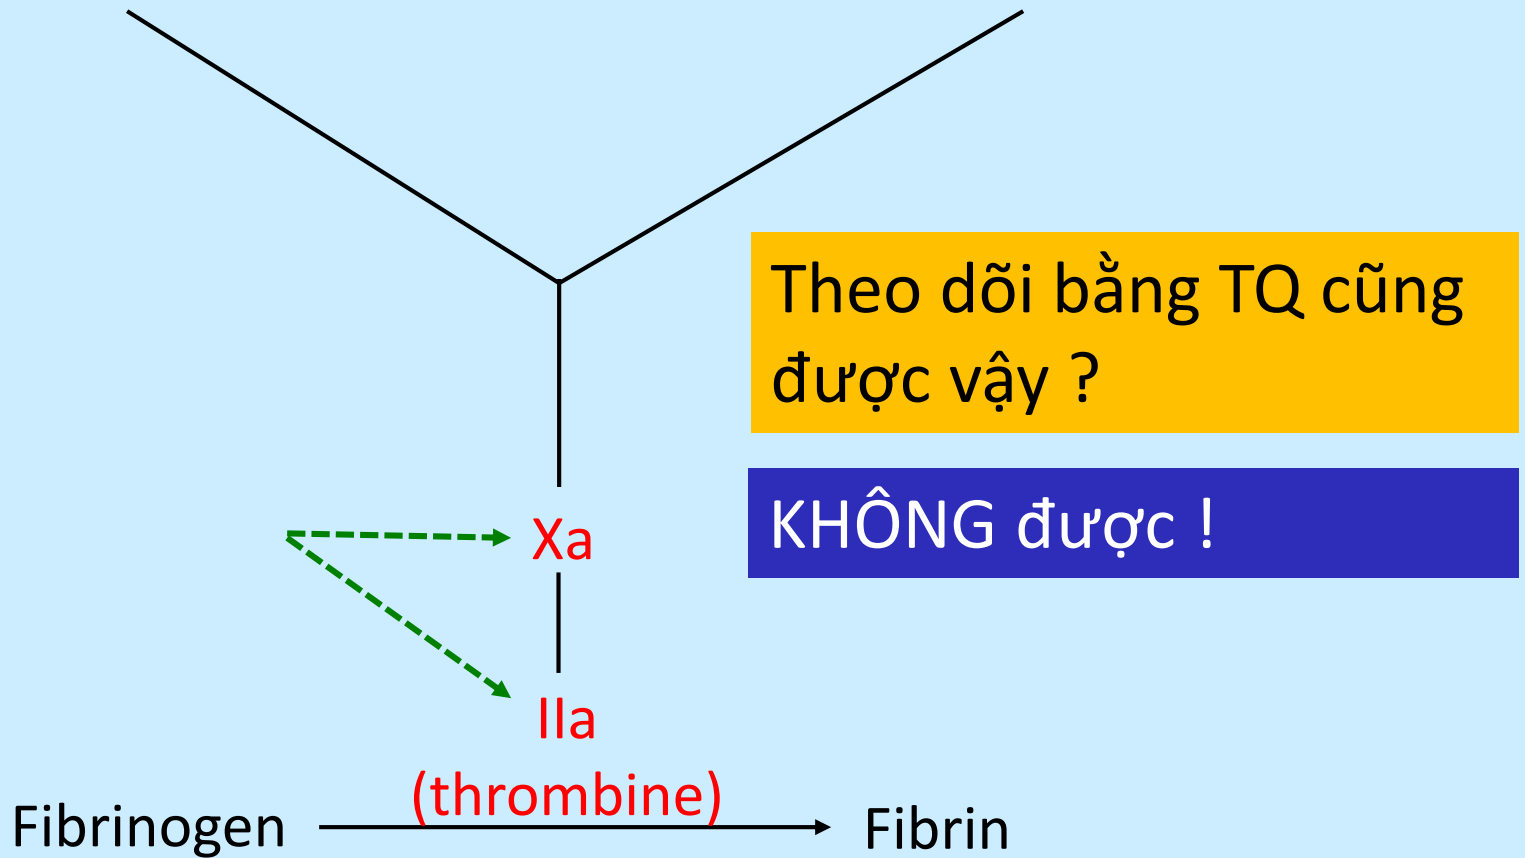 Theo dõi bằng TQ cũng
được vậy ?
KHÔNG được !
Xa
IIa
(thrombine)
Fibrinogen
Fibrin